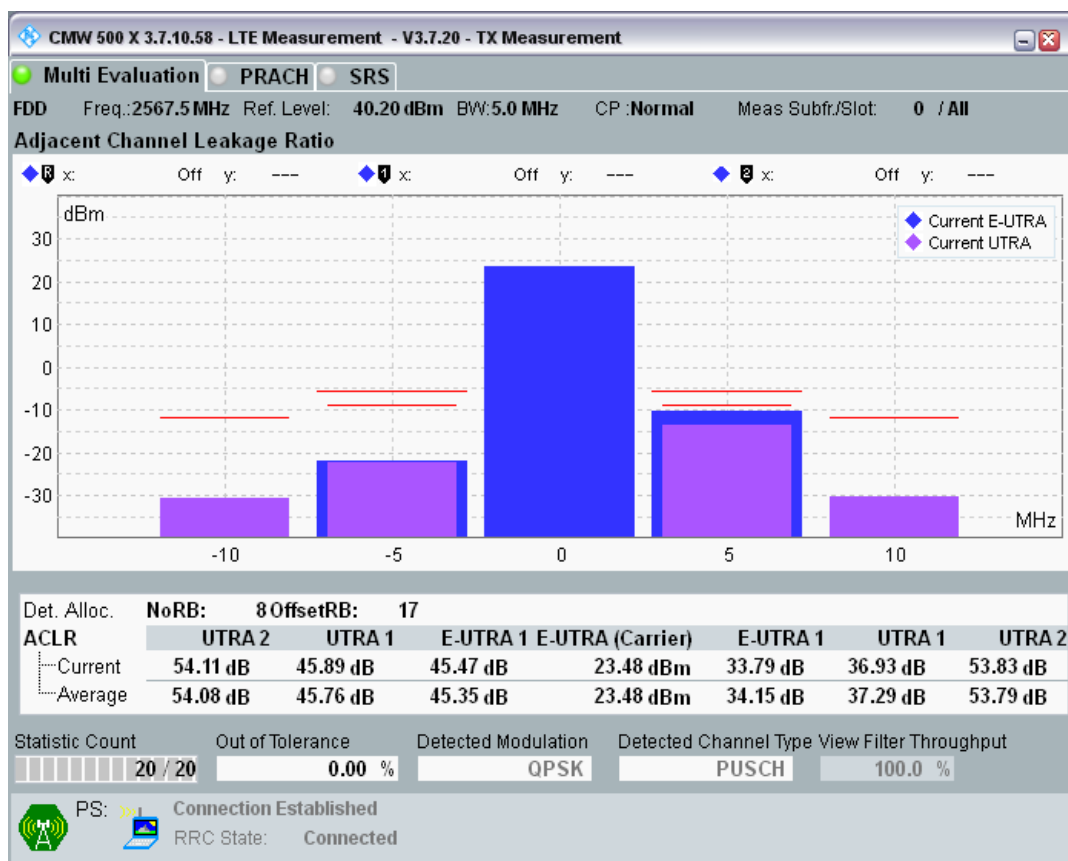 CMW 500 X 3.7.10.58 - LTE Measurement - V3.7.20 - TX Measurement
Multi Evaluation PRACH SRS
FDD Freq.:2567.5 MHz Ref. Level: 40.20 dBm BW:5.0 MHz CP :Normal Meas Subfr./Slot: 0 / All
Adjacent Channel Leakage Ratio
R x: Off y: --- 1 x: Off y: --- 2 x: Off y: ---
dBm
Current E-UTRA
Current UTRA
30
20
10
0
-10
-20
-30
MHz
-10 -5 0 5 10
Det. Alloc. NoRB: 8 OffsetRB: 17
ACLR UTRA 2 UTRA 1 E-UTRA 1 E-UTRA (Carrier) E-UTRA 1 UTRA 1 UTRA 2
Current 54.11 dB 45.89 dB 45.47 dB 23.48 dBm 33.79 dB 36.93 dB 53.83 dB
Average 54.08 dB 45.76 dB 45.35 dB 23.48 dBm 34.15 dB 37.29 dB 53.79 dB
Statistic Count Out of Tolerance Detected Modulation Detected Channel Type View Filter Throughput
20 / 20 0.00 % QPSK PUSCH 100.0 %
PS: Connection Established
RRC State: Connected